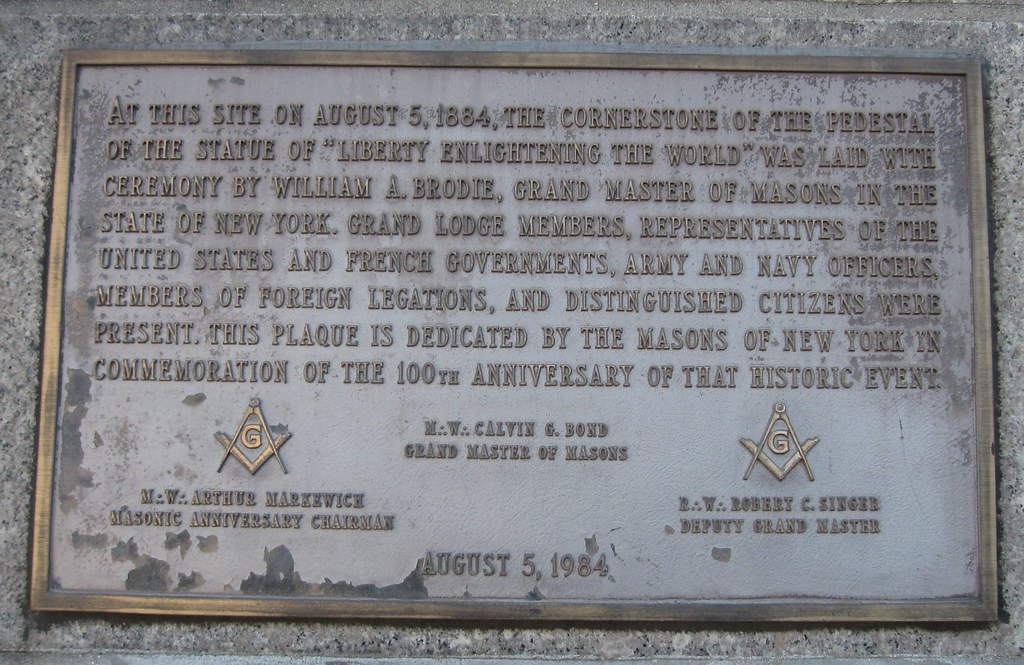 AT THIS SITE ON AUGUST 5, 1884, THE CORNERSTONE OF THE PEDESTAL
OF THE STATUE OF "LIBERTY ENLIGHTENING THE WORLD" WAS LAID WITH
CEREMONY BY WILLIAM A. BRODIE, GRAND MASTER OF MASONS IN THE
STATE OF NEW YORK. GRAND LODGE MEMBERS, REPRESENTATIVES OF THE
UNITED STATES AND FRENCH GOVERNMENTS, ARMY AND NAVY OFFICERS,
MEMBERS OF FOREIGN LEGATIONS, AND DISTINGUISHED CITIZENS WERE
PRESENT. THIS PLAQUE IS DEDICATED BY THE MASONS OF NEW YORK IN
COMMEMORATION OF THE 100TH ANNIVERSARY OF THAT HISTORIC EVENT.
G
M∴W∴ CALVIN G. BOND
GRAND MASTER OF MASONS
G
M∴W∴ ARTHUR MARKEWICH
MASONIC ANNIVERSARY CHAIRMAN
R∴W∴ ROBERT C. SINGER
DEPUTY GRAND MASTER
AUGUST 5, 1984